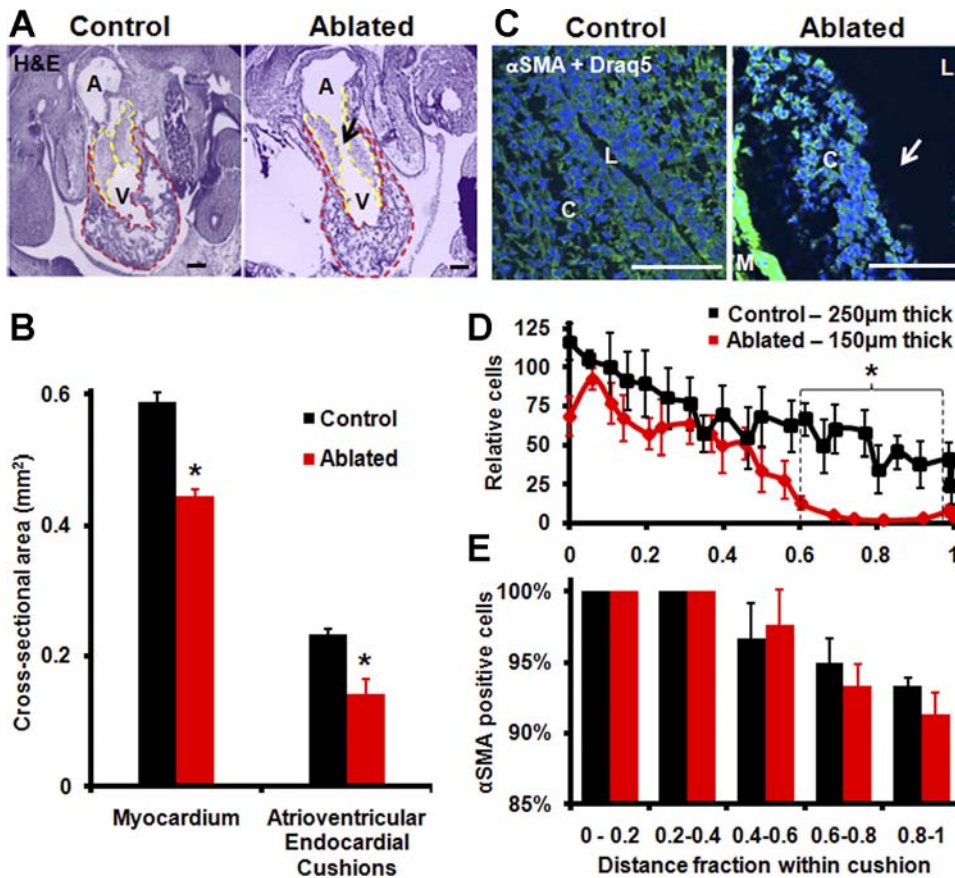 A
Control
Ablated
H&E
A
V
A
V
C
Control
Ablated
αSMA + Draq5
L
C
L
C
M
B
Cross-sectional area (mm²)
0.6
0.4
0.2
0
Control
Ablated
*
*
Myocardium
Atrioventricular
Endocardial
Cushions
D
Control – 250μm thick
Ablated – 150μm thick
*
Relative cells
125
100
75
50
25
0
0
0.2
0.4
0.6
0.8
1
E
αSMA positive cells
100%
95%
90%
85%
0 - 0.2
0.2-0.4
0.4-0.6
0.6-0.8
0.8-1
Distance fraction within cushion